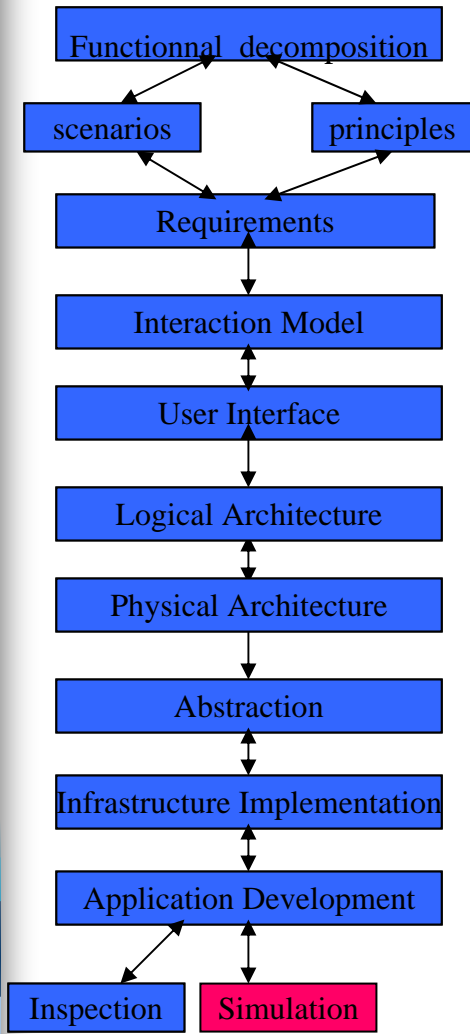 Functionnal decomposition
scenarios
principles
Requirements
Interaction Model
User Interface
Logical Architecture
Physical Architecture
Abstraction
Infrastructure Implementation
Application Development
Inspection
Simulation